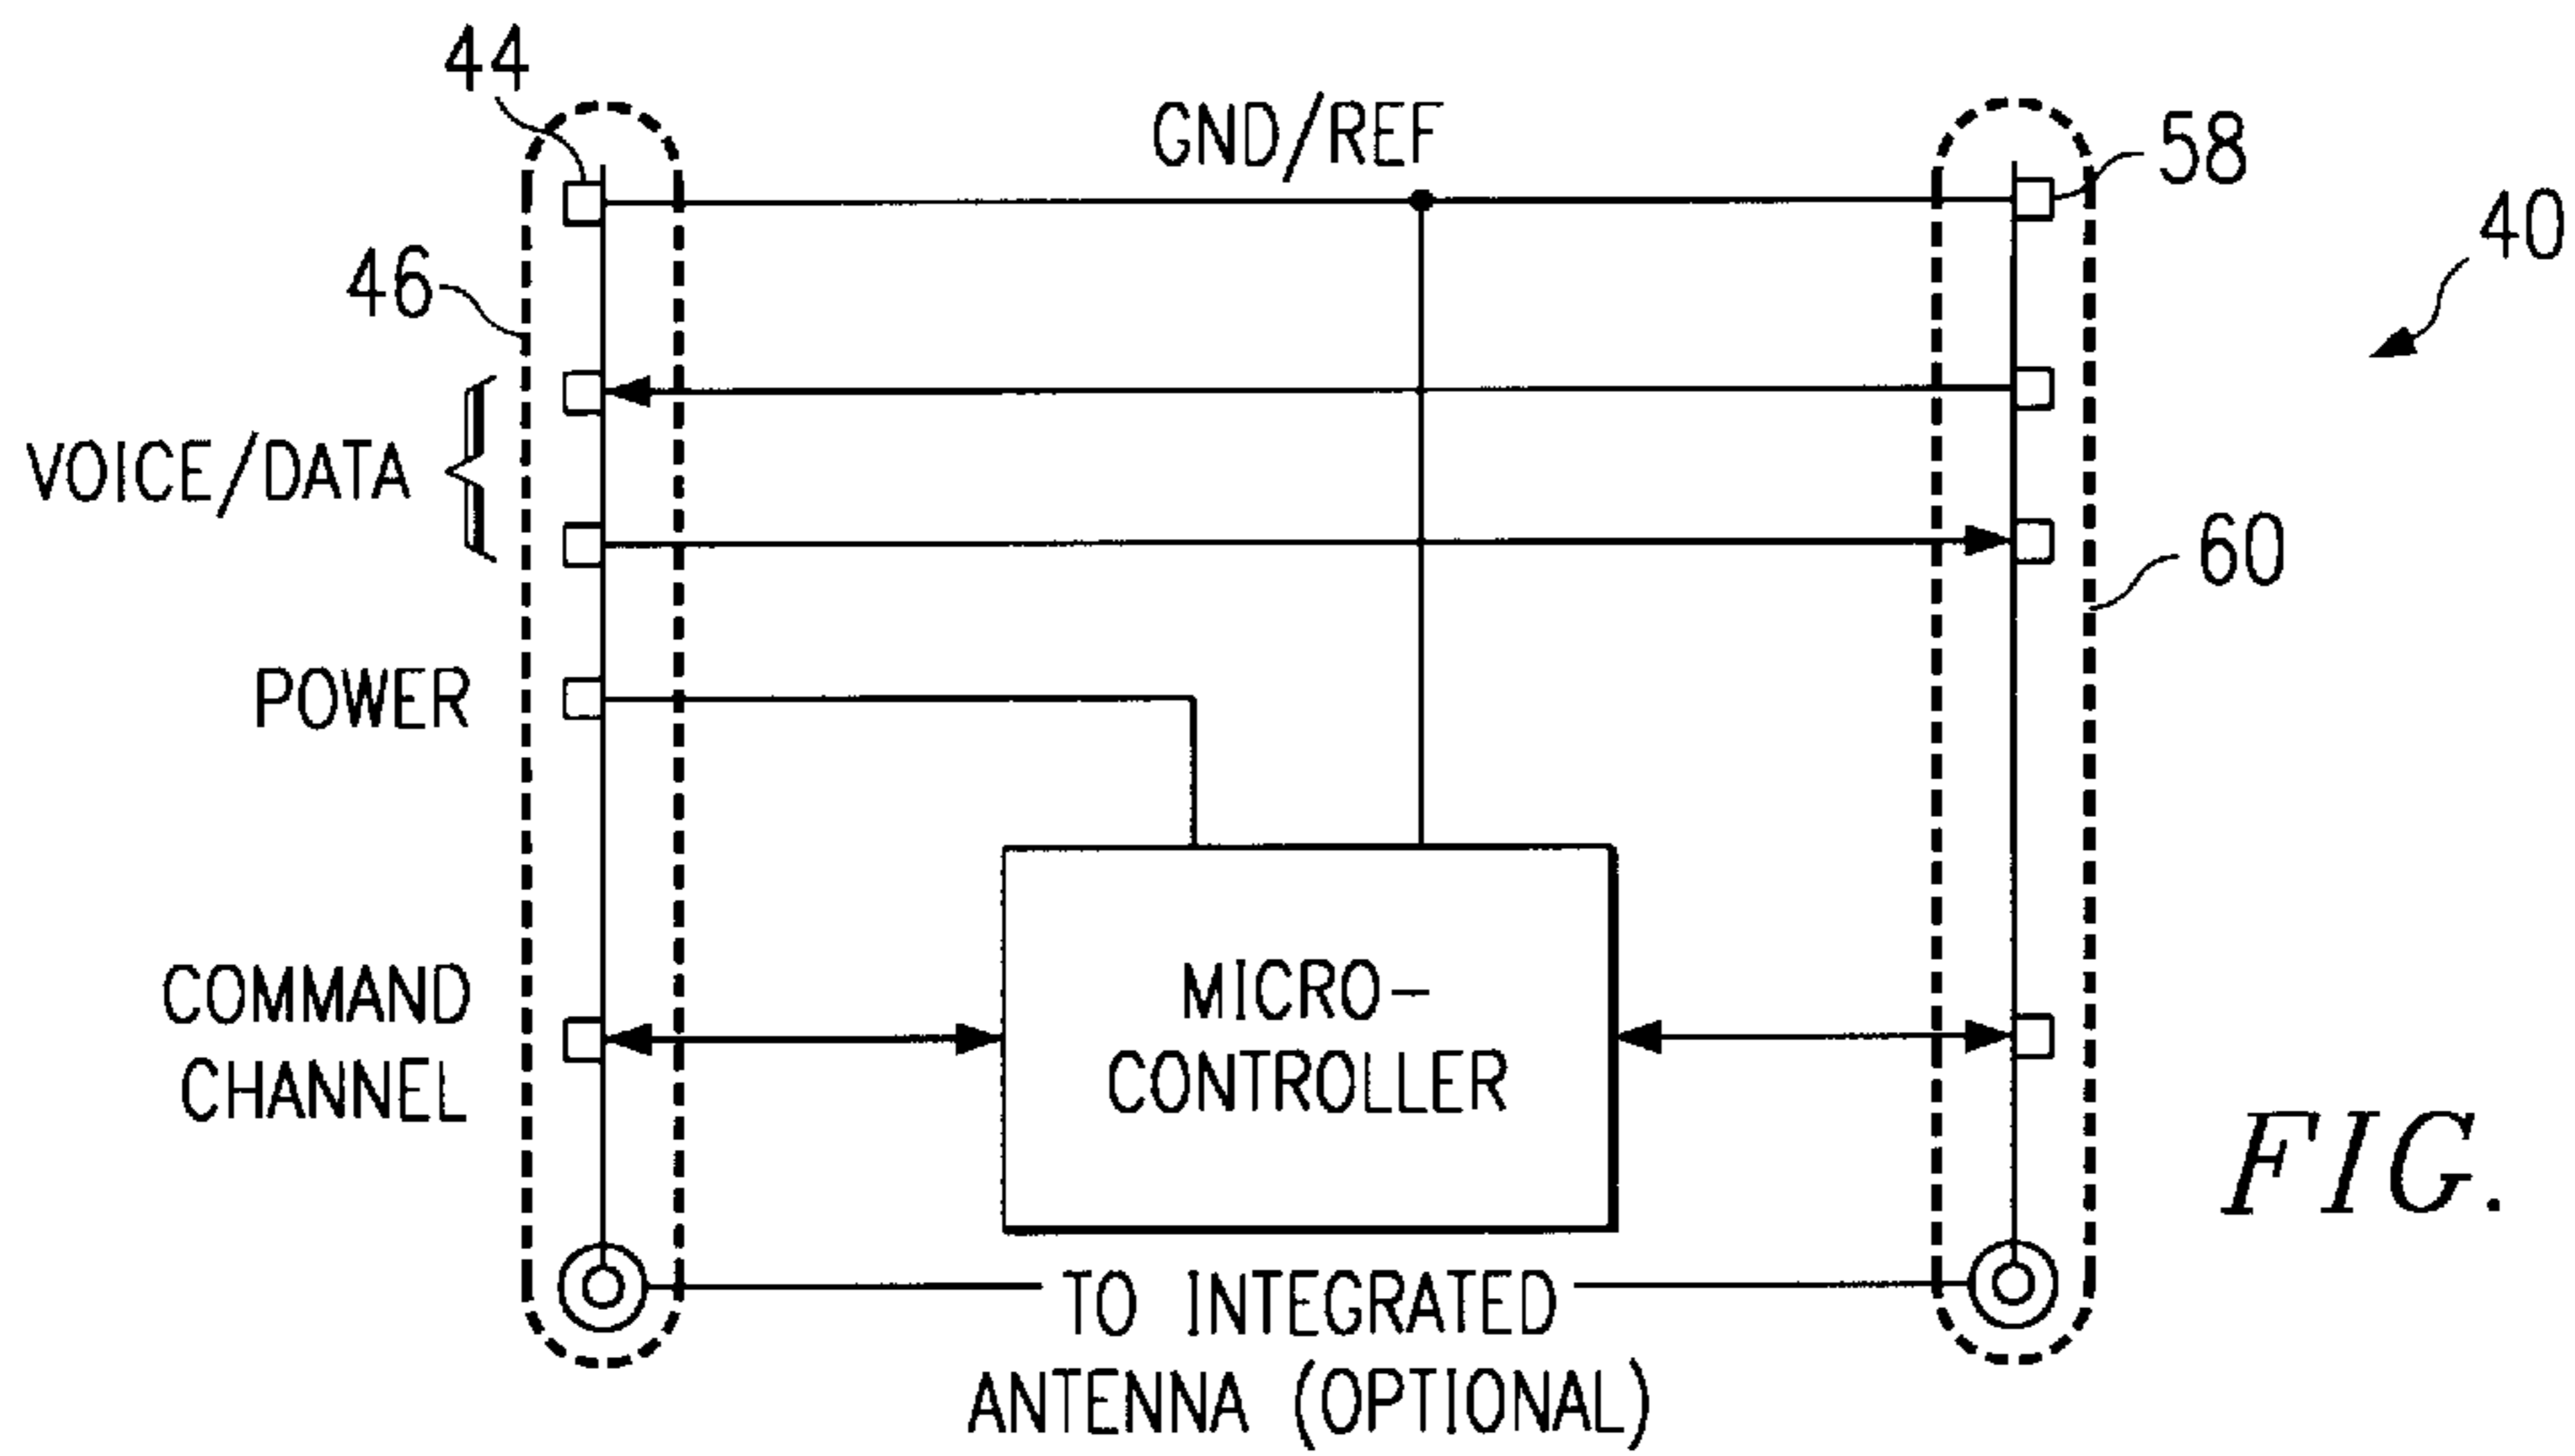 44
GND/REF
58
40
46
VOICE/DATA
60
POWER
COMMAND
CHANNEL
MICRO-
CONTROLLER
FIG.
TO INTEGRATED
ANTENNA (OPTIONAL)